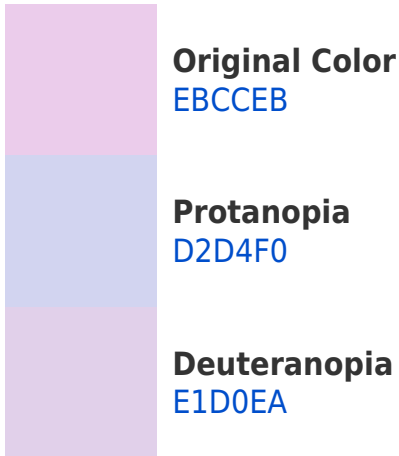 Original Color
EBCCEB
Protanopia
D2D4F0
Deuteranopia
E1D0EA